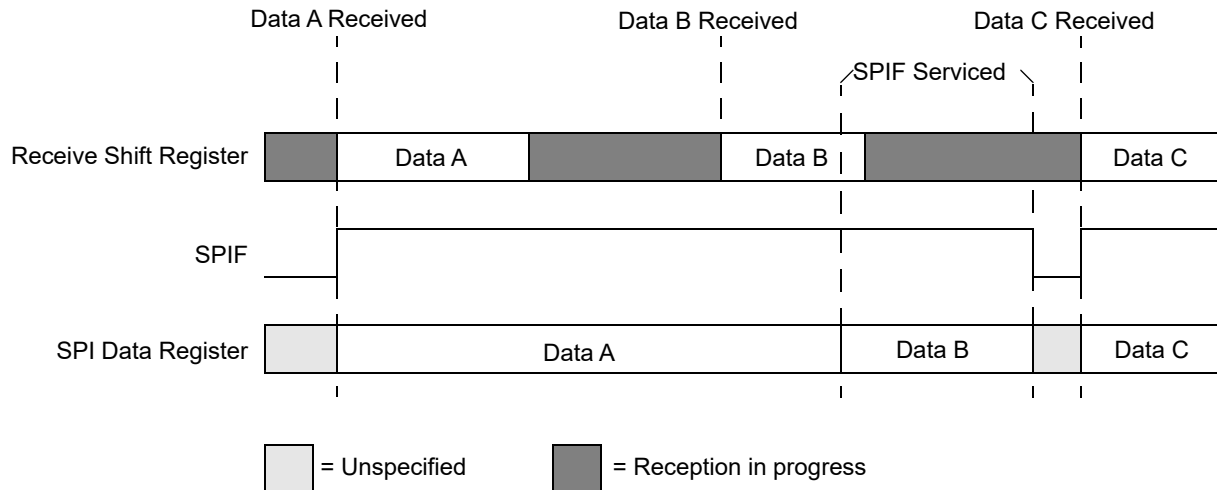 Data A Received
Data B Received
Data C Received
SPIF Serviced
Receive Shift Register
Data A
Data B
Data C
SPIF
SPI Data Register
Data A
Data B
Data C
= Unspecified
= Reception in progress